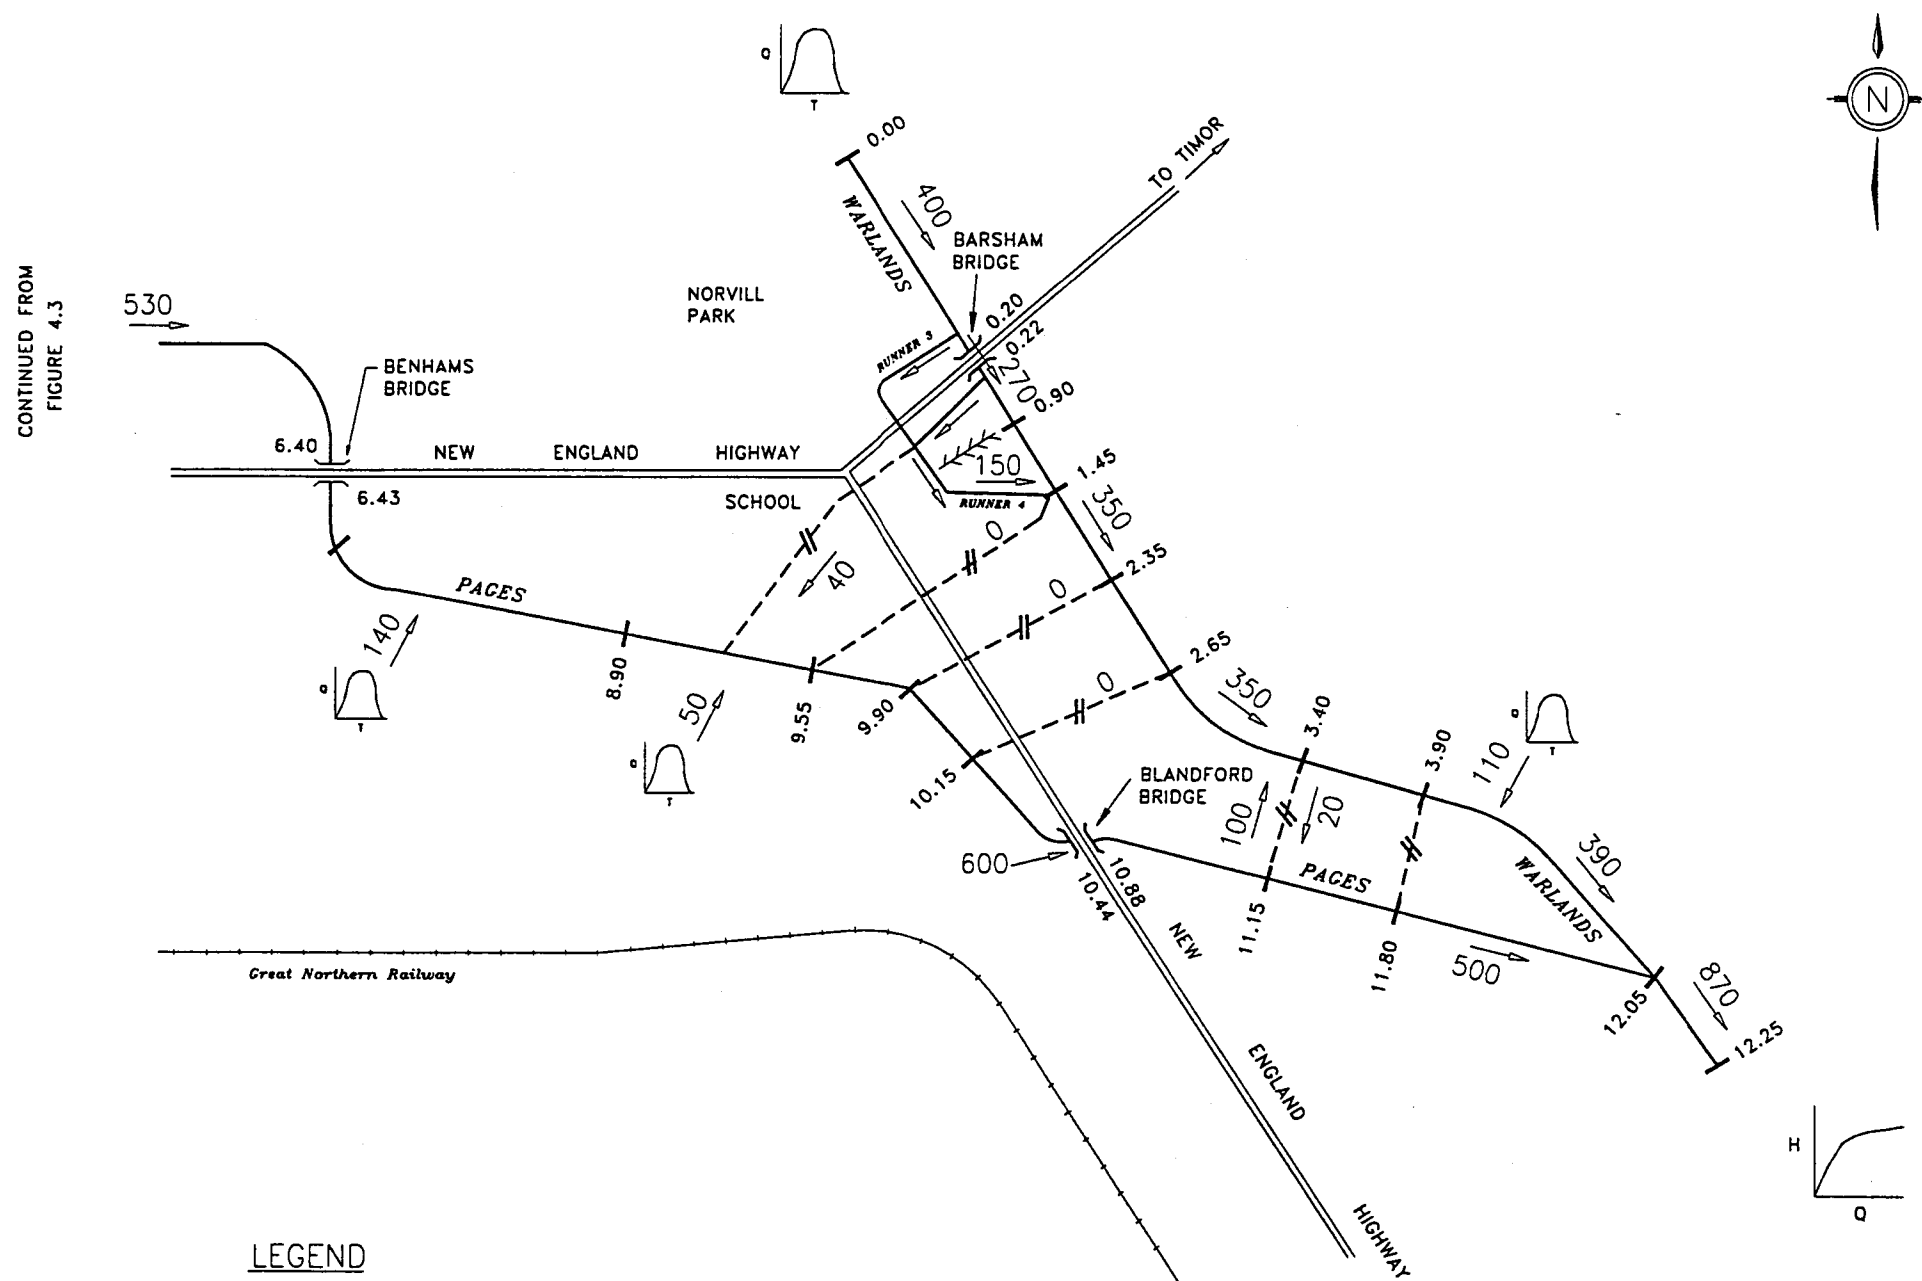 Q
T
0.00
TO TIMOR
N
400
WARLANDS
BARSHAM
BRIDGE
CONTINUED FROM
FIGURE 4.3
530
NORVILL
PARK
0.20
0.22
RUNNER 3
270
0.90
BENHAMS
BRIDGE
6.40
NEW ENGLAND HIGHWAY
6.43
SCHOOL
150
RUNNER 4
1.45
350
0
40
2.35
0
PAGES
140
Q
T
8.90
50
Q
T
9.55
9.90
2.65
0
350
3.40
3.90
110
Q
T
10.15
BLANDFORD
BRIDGE
100
20
600
10.44
10.88
PAGES
11.15
11.80
390
WARLANDS
500
NEW
Great Northern Railway
12.05
870
12.25
ENGLAND
H
Q
HIGHWAY
LEGEND